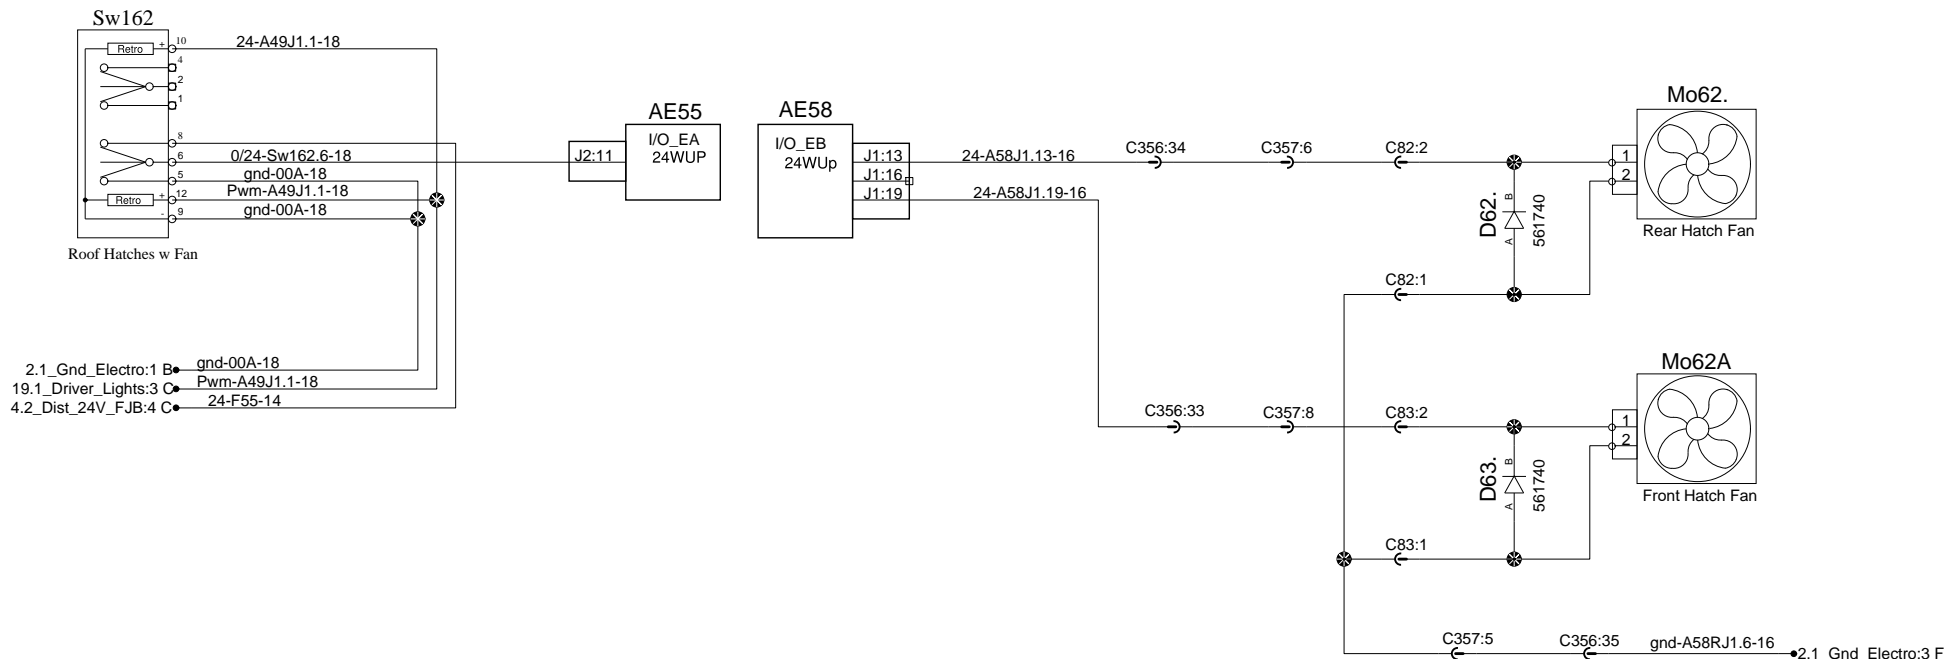 Sw162
Retro + 10 24-A49J1.1-18
4
2
1
8
6 0/24-Sw162.6-18
5 gnd-00A-18
Retro + 12 Pwm-A49J1.1-18
- 9 gnd-00A-18
Roof Hatches w Fan
2.1_Gnd_Electro:1 B gnd-00A-18
19.1_Driver_Lights:3 C Pwm-A49J1.1-18
4.2_Dist_24V_FJB:4 C 24-F55-14
AE55
I/O_EA
24WUP
J2:11
AE58
I/O_EB
24WUp
J1:13
J1:16
J1:19
24-A58J1.13-16
24-A58J1.19-16
C356:34
C357:6
C82:2
D62.
B
A
561740
C82:1
Mo62.
1
2
Rear Hatch Fan
C356:33
C357:8
C83:2
D63.
B
A
561740
C83:1
Mo62A
1
2
Front Hatch Fan
C357:5
C356:35
gnd-A58RJ1.6-16
2.1_Gnd_Electro:3 F